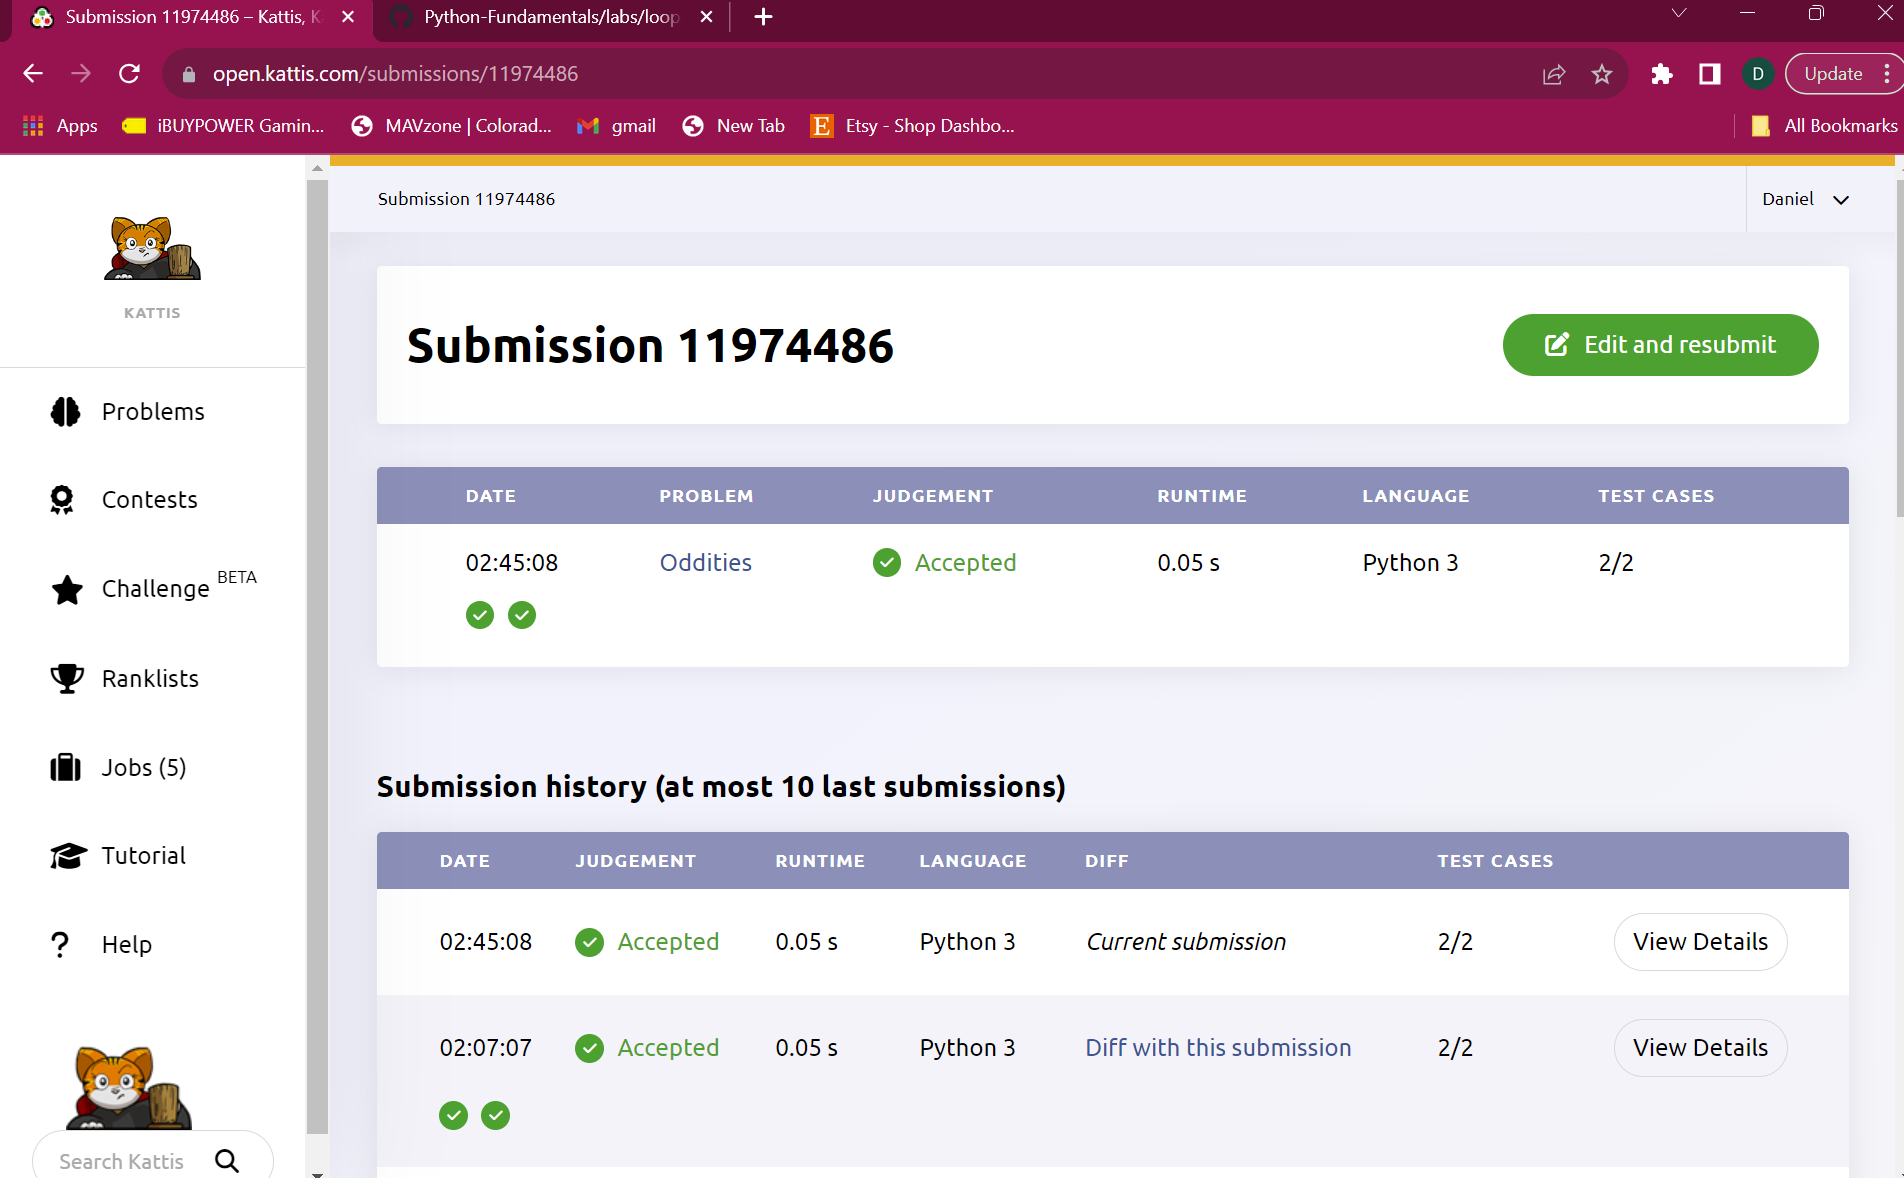 Submission 11974486 – Kattis, K
Python-Fundamentals/labs/loop
open.kattis.com/submissions/11974486
D
Update
Apps
iBUYPOWER Gamin...
MAVzone | Colorad...
gmail
New Tab
E
Etsy - Shop Dashbo...
All Bookmarks
KATTIS
Problems
Contests
Challenge BETA
Ranklists
Jobs (5)
Tutorial
? Help
Search Kattis
Submission 11974486
Daniel
Submission 11974486
Edit and resubmit
DATE PROBLEM JUDGEMENT RUNTIME LANGUAGE TEST CASES
02:45:08 Oddities Accepted 0.05 s Python 3 2/2
Submission history (at most 10 last submissions)
DATE JUDGEMENT RUNTIME LANGUAGE DIFF TEST CASES
02:45:08 Accepted 0.05 s Python 3 Current submission 2/2 View Details
02:07:07 Accepted 0.05 s Python 3 Diff with this submission 2/2 View Details